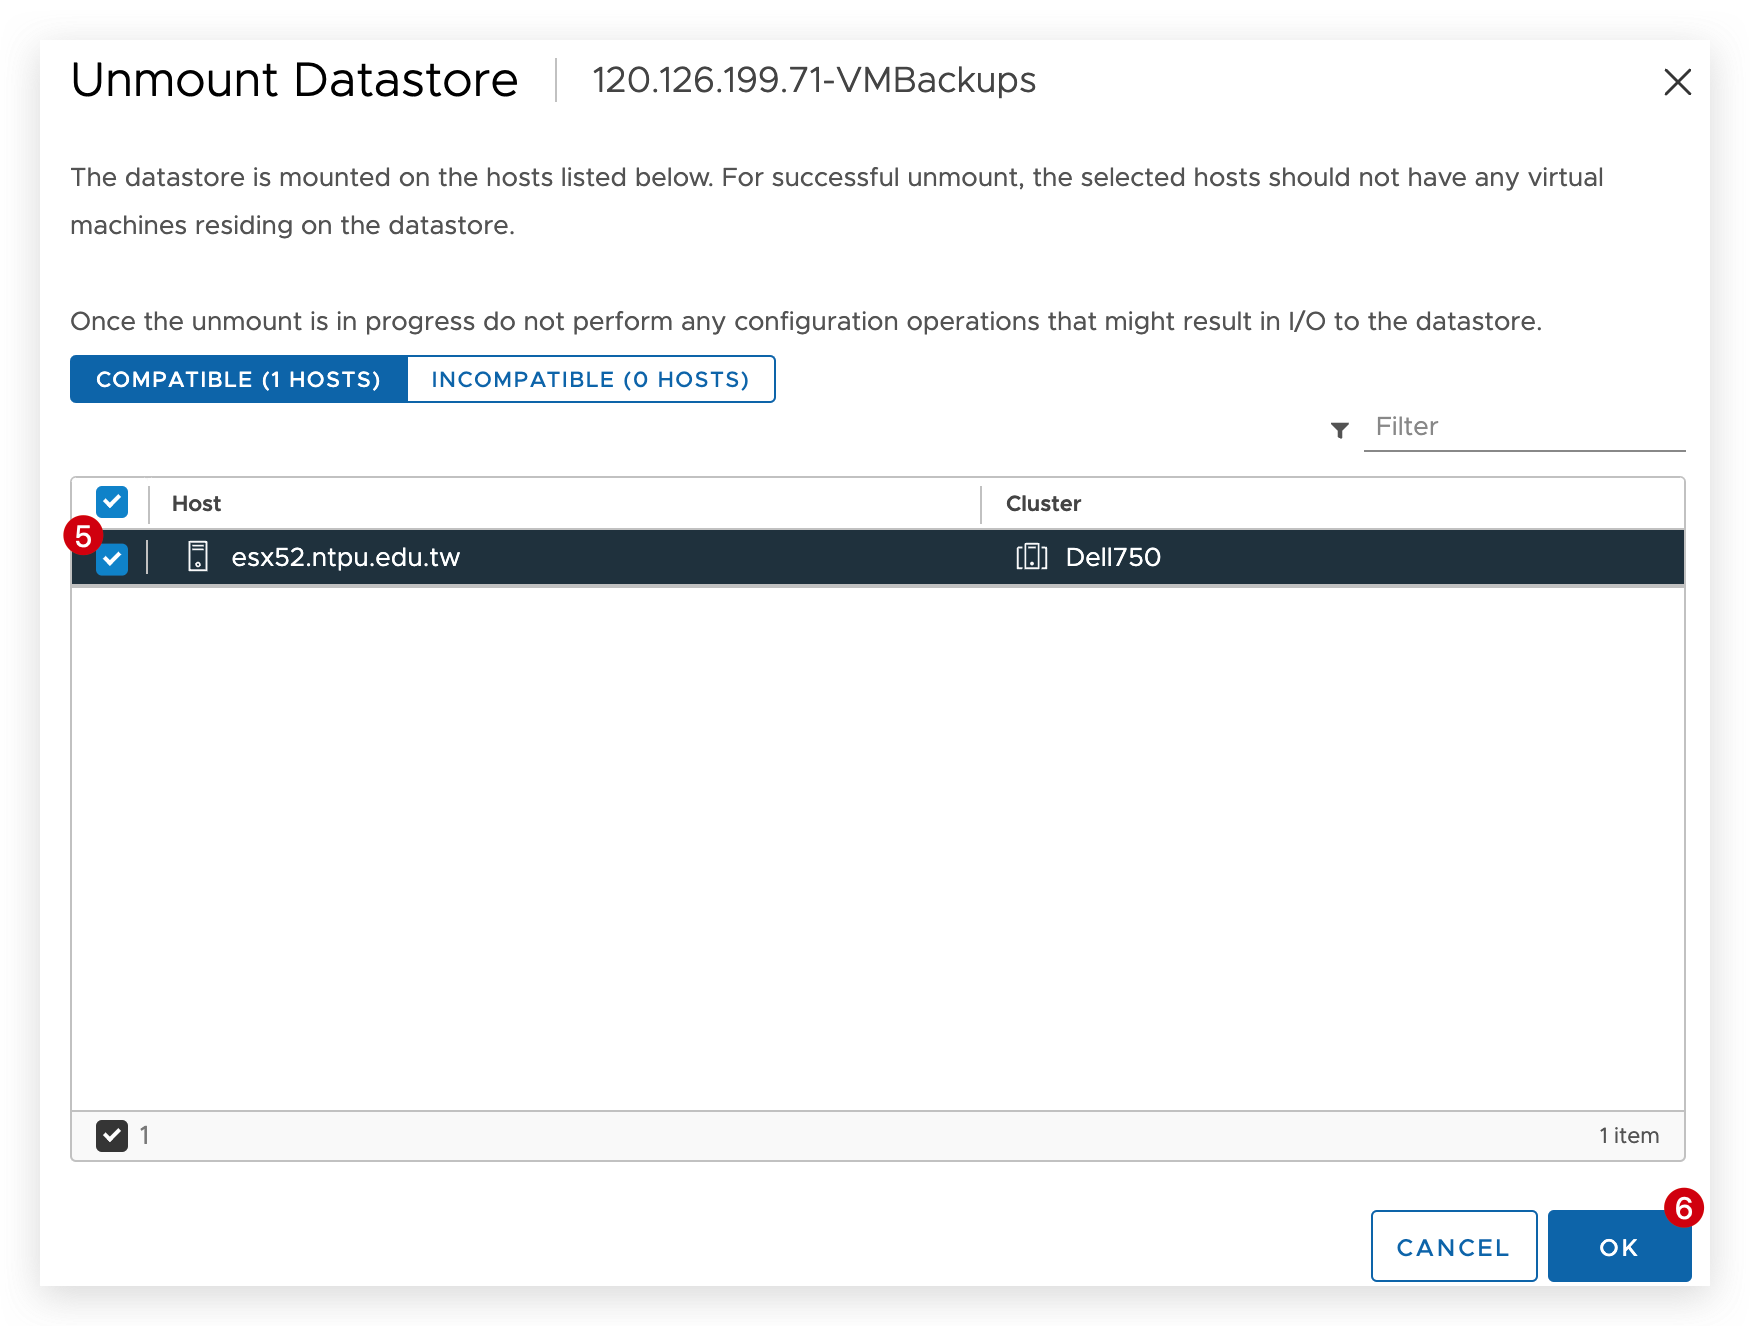 Unmount Datastore 120.126.199.71-VMBackups
The datastore is mounted on the hosts listed below. For successful unmount, the selected hosts should not have any virtual
machines residing on the datastore.
Once the unmount is in progress do not perform any configuration operations that might result in I/O to the datastore.
COMPATIBLE (1 HOSTS) INCOMPATIBLE (0 HOSTS)
Filter
Host Cluster
5
esx52.ntpu.edu.tw Dell750
1 1 item
6
CANCEL OK